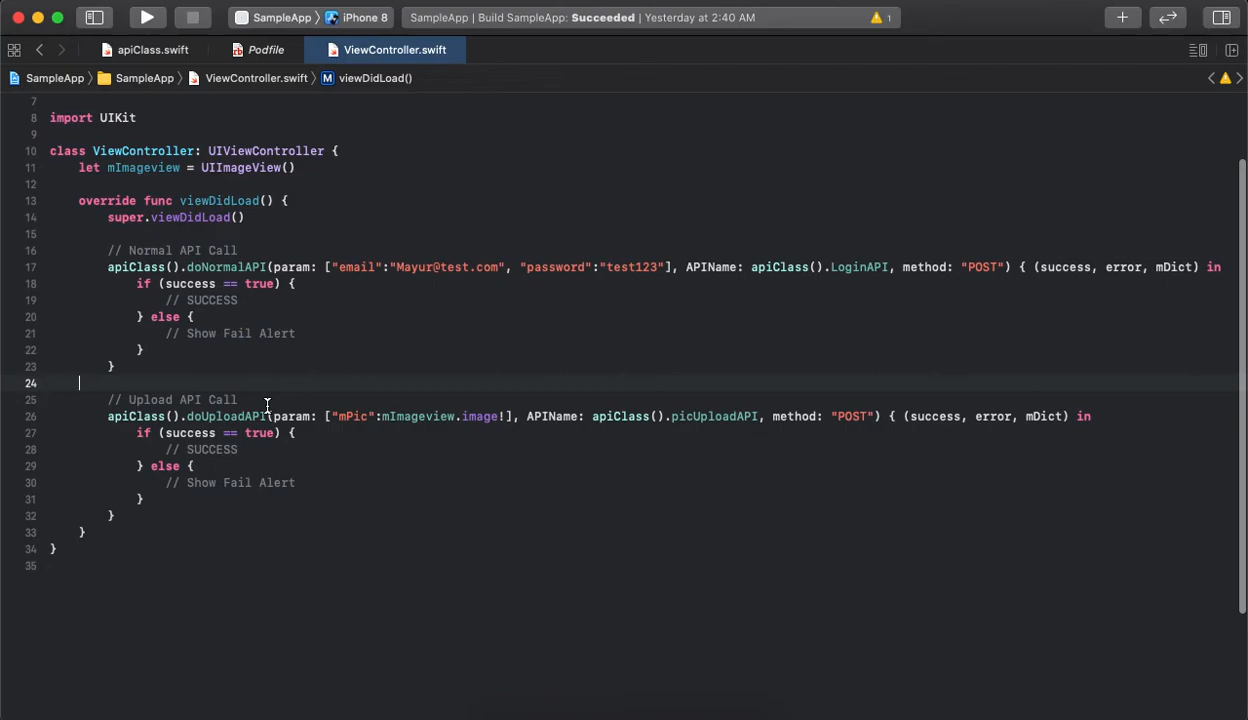 SampleApp iPhone 8 SampleApp | Build SampleApp: Succeeded | Yesterday at 2:40 AM 1
apiClass.swift Podfile ViewController.swift
SampleApp SampleApp ViewController.swift M viewDidLoad()
7
8 import UIKit
9
10 class ViewController: UIViewController {
11 let mImageview = UIImageView()
12
13 override func viewDidLoad() {
14 super.viewDidLoad()
15
16 // Normal API Call
17 apiClass().doNormalAPI(param: ["email":"Mayur@test.com", "password":"test123"], APIName: apiClass().LoginAPI, method: "POST") { (success, error, mDict) in
18 if (success == true) {
19 // SUCCESS
20 } else {
21 // Show Fail Alert
22 }
23 }
24
25 // Upload API Call
26 apiClass().doUploadAPI(param: ["mPic":mImageview.image!], APIName: apiClass().picUploadAPI, method: "POST") { (success, error, mDict) in
27 if (success == true) {
28 // SUCCESS
29 } else {
30 // Show Fail Alert
31 }
32 }
33 }
34 }
35